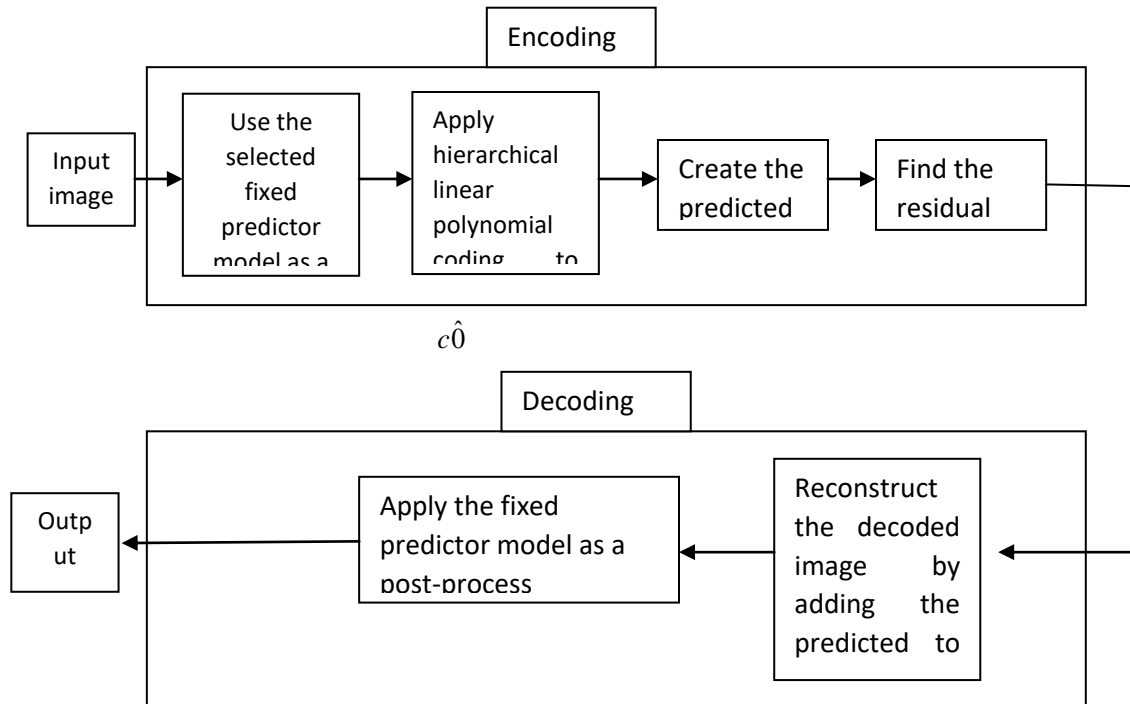 Encoding
Input
image
Use the
selected
fixed
predictor
model as a
Apply
hierarchical
linear
polynomial
coding to
Create the
predicted
Find the
residual
cô
Decoding
Outp
ut
Apply the fixed
predictor model as a
post-process
Reconstruct
the decoded
image by
adding the
predicted to